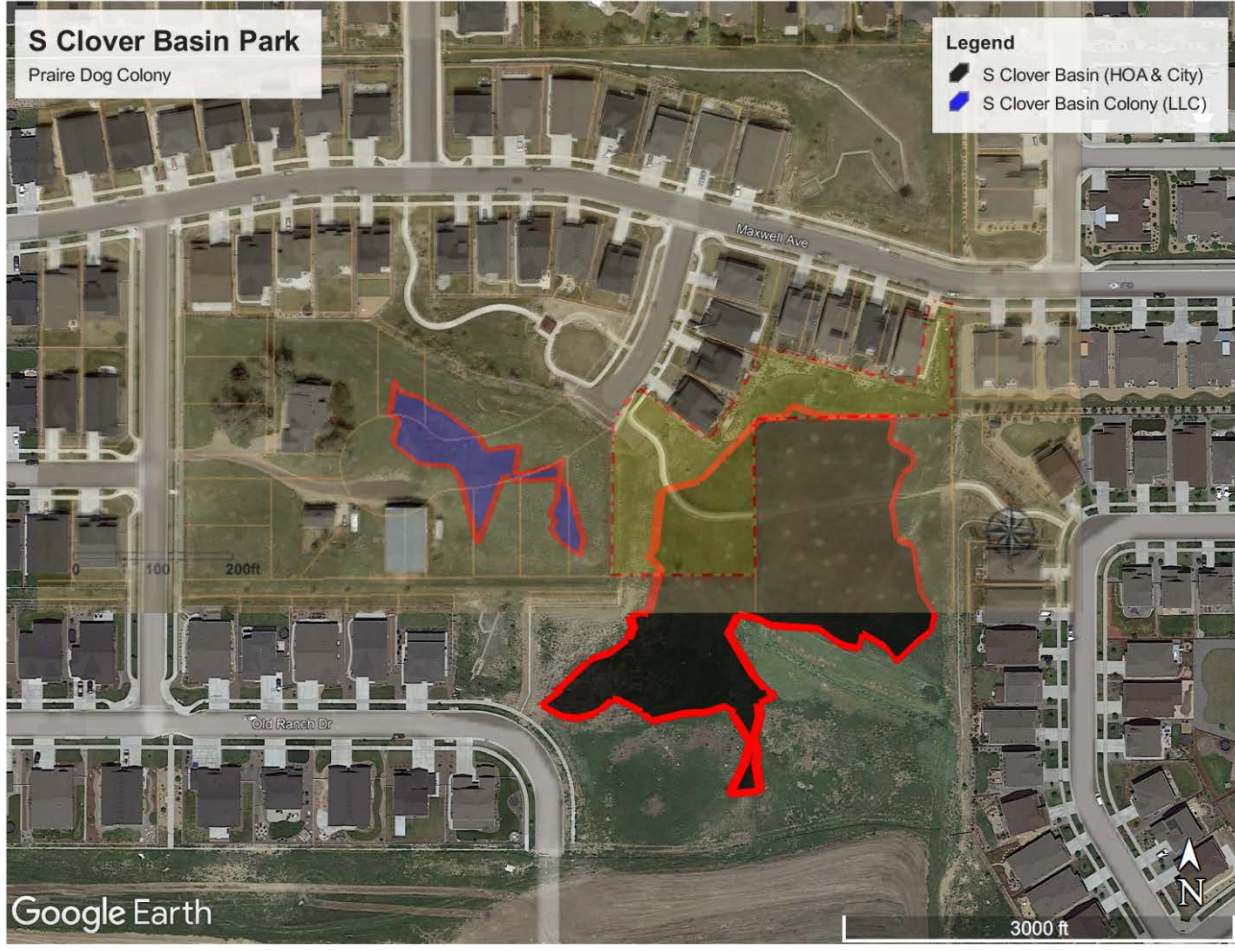 S Clover Basin Park
Praire Dog Colony
Legend
S Clover Basin (HOA & City)
S Clover Basin Colony (LLC)
Maxwell Ave
0 100 200ft
Old Ranch Dr
Google Earth
N
3000 ft